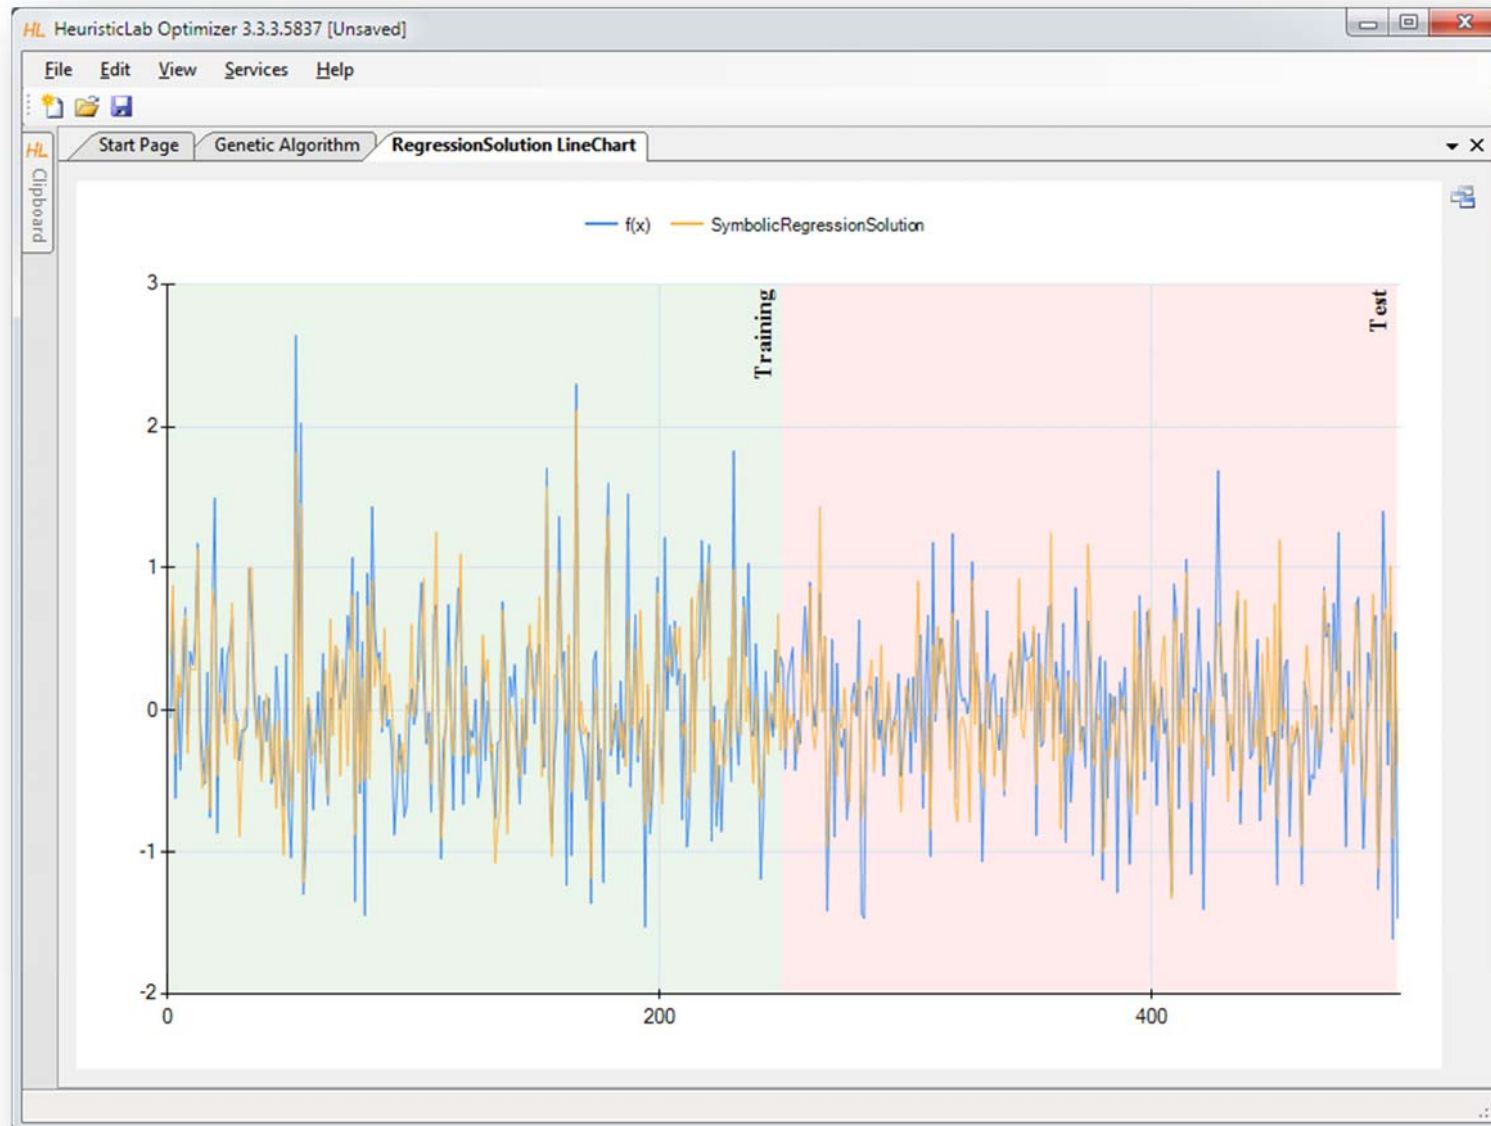 HL HeuristicLab Optimizer 3.3.3.5837 [Unsaved]
File Edit View Services Help
HL Clipboard
Start Page Genetic Algorithm RegressionSolution LineChart
f(x) SymbolicRegressionSolution
3
2
1
0
-1
-2
Training
Test
0 200 400